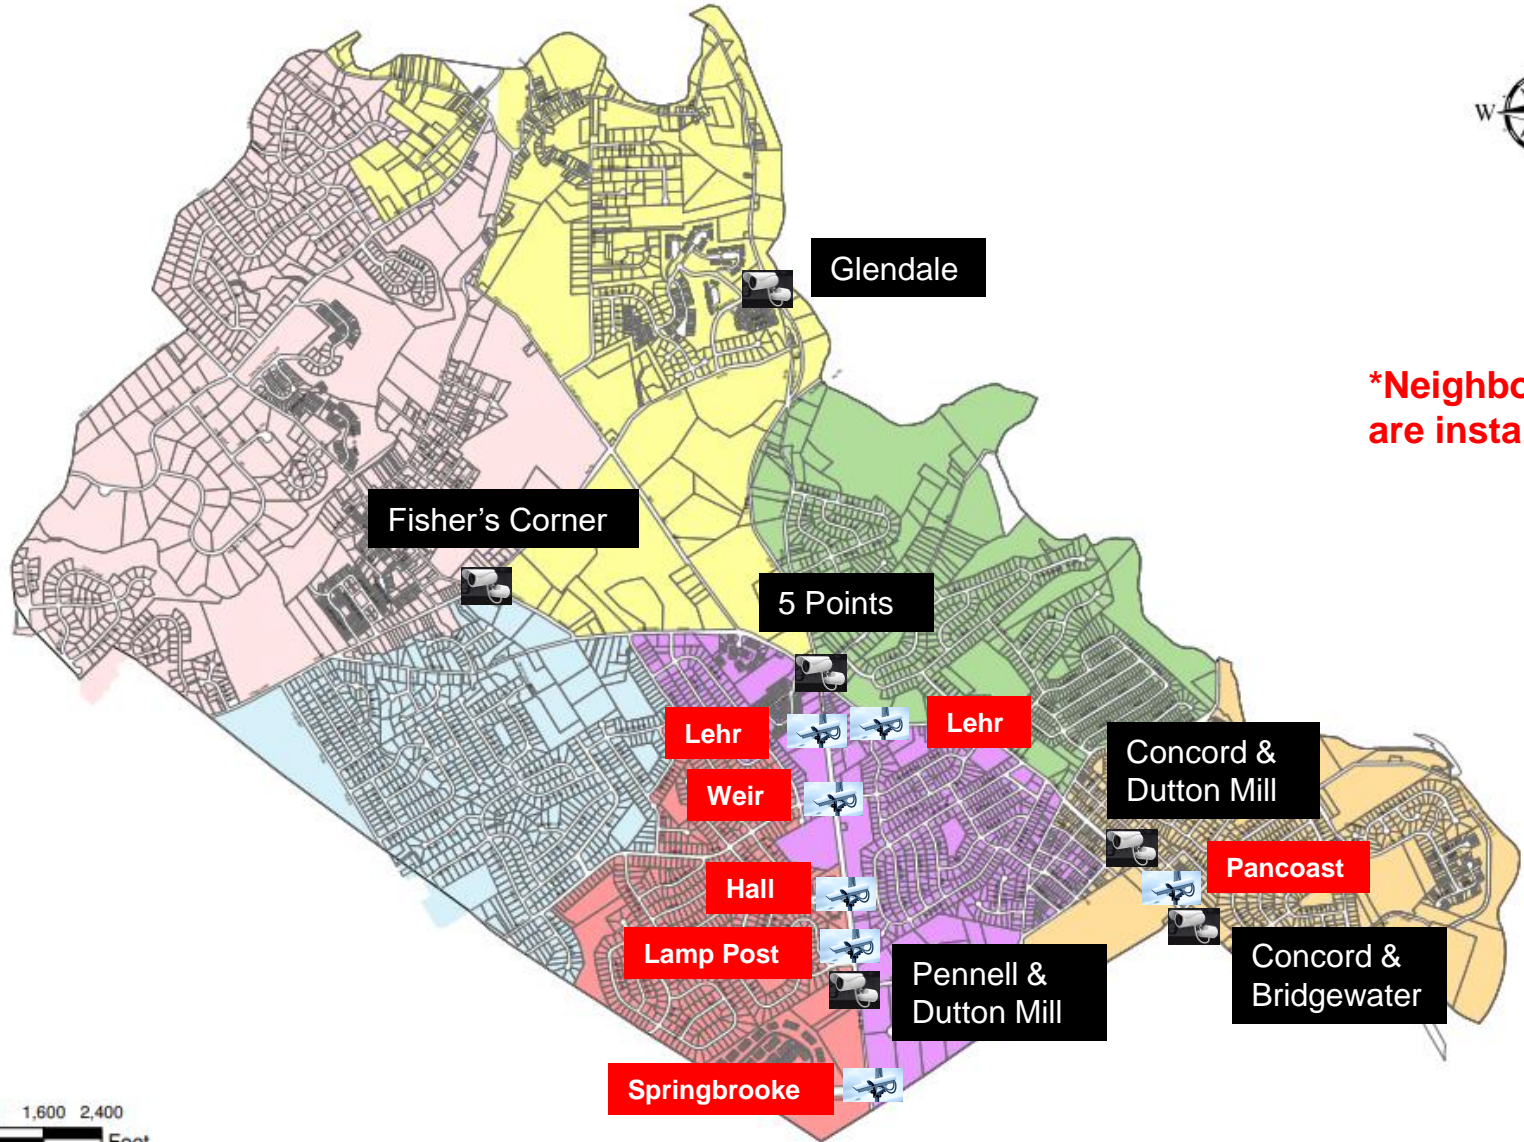 W
Glendale
*Neighbo
are insta
Fisher’s Corner
5 Points
Lehr
Lehr
Concord &
Dutton Mill
Weir
Pancoast
Hall
Lamp Post
Pennell &
Dutton Mill
Concord &
Bridgewater
Springbrooke
1,600 2,400
Feet